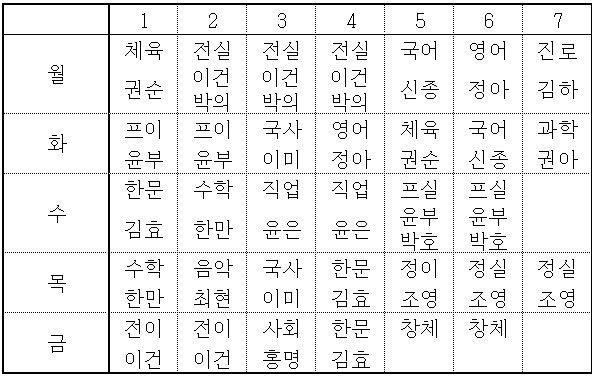 1 2 3 4 5 6 7
월 체육 전실 전실 전실 국어 영어 진로
권순 이건 박의 이건 박의 이건 박의 신종 정아 김하
화 프이 프이 국사 영어 체육 국어 과학
윤부 윤부 이미 정아 권순 신종 권아
수 한문 수학 직업 직업 프실 프실
김효 한만 윤은 윤은 윤부 박호 윤부 박호
목 수학 음악 국사 한문 정이 정실 정실
한만 최현 이미 김효 조영 조영 조영
금 전이 전이 사회 한문 창체 창체
이건 이건 홍명 김효